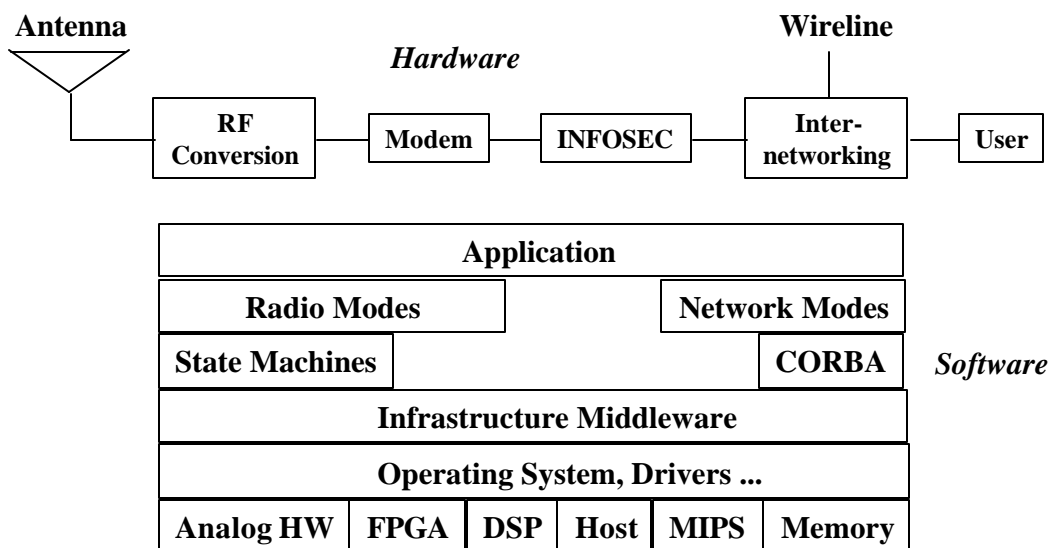 Antenna
Wireline
Hardware
RF
Conversion
Modem
INFOSEC
Inter-
networking
User
Application
Radio Modes
Network Modes
State Machines
CORBA
Software
Infrastructure Middleware
Operating System, Drivers ...
Analog HW
FPGA
DSP
Host
MIPS
Memory